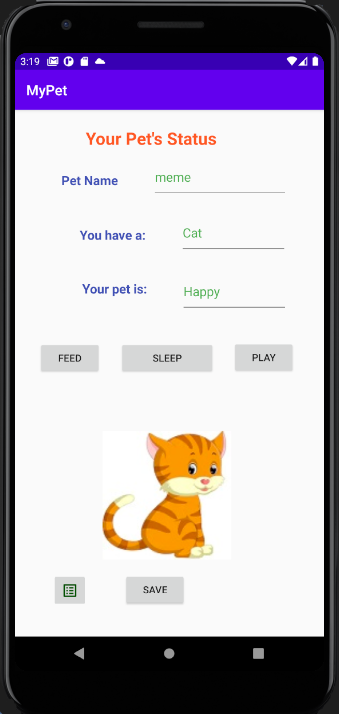 3:19
MyPet
Your Pet's Status
Pet Name meme
You have a: Cat
Your pet is: Happy
FEED SLEEP PLAY
SAVE